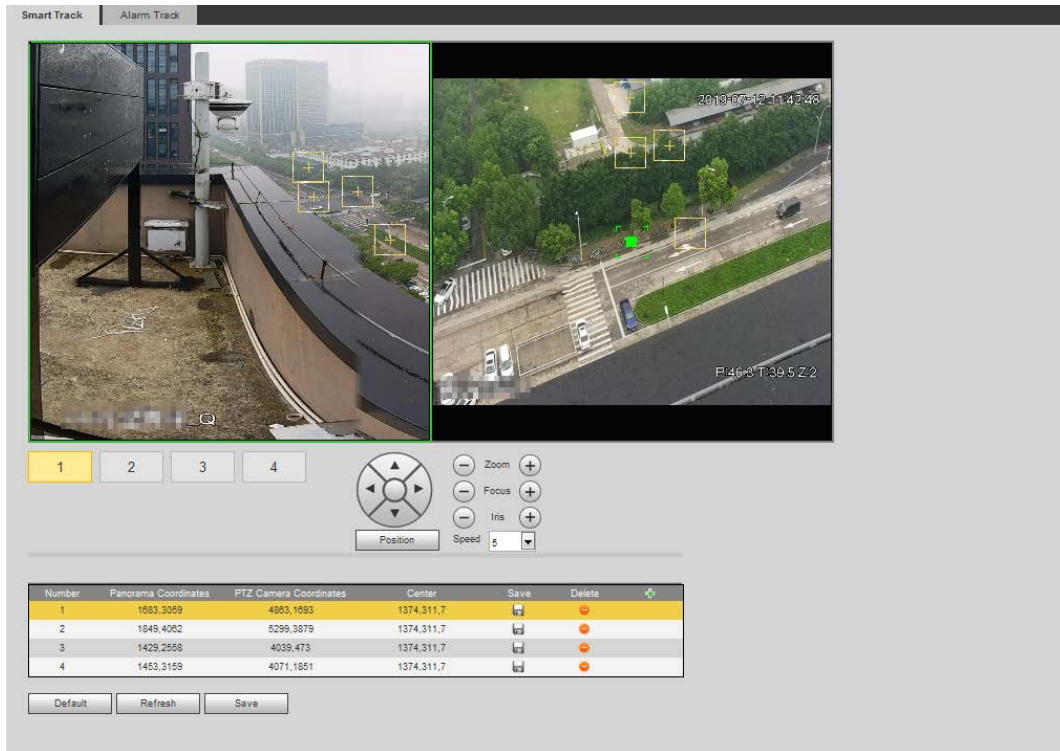 Smart Track Alarm Track
2019-07-12 11:42:48
P:46.8 T:39.5 Z:2
1 2 3 4
Zoom
Focus
Iris
Position Speed 5
Number Panorama Coordinates PTZ Camera Coordinates Center Save Delete
1 1683,3059 4863,1693 1374,311,7
2 1849,4062 5299,3879 1374,311,7
3 1429,2558 4039,473 1374,311,7
4 1453,3159 4071,1851 1374,311,7
Default Refresh Save